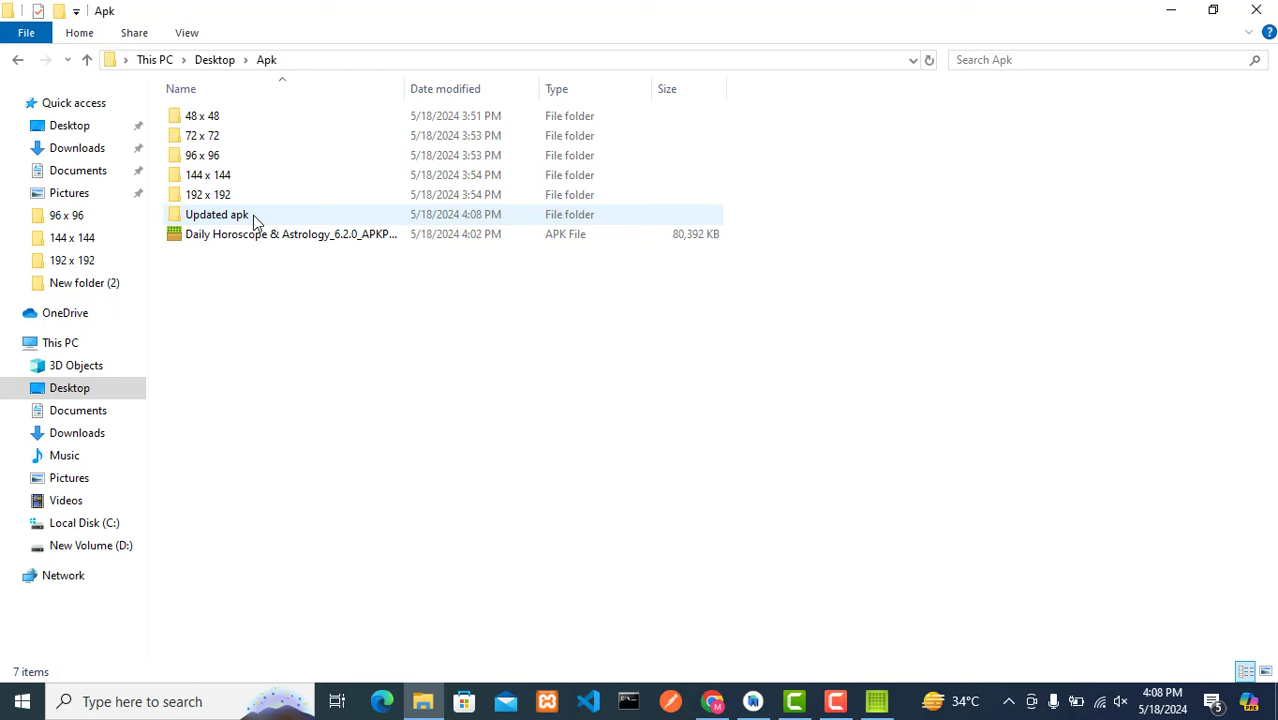 Apk
File Home Share View
This PC Desktop Apk Search Apk
Name Date modified Type Size
Quick access
Desktop
Downloads
Documents
Pictures
96 x 96
144 x 144
192 x 192
New folder (2)
OneDrive
This PC
3D Objects
Desktop
Documents
Downloads
Music
Pictures
Videos
Local Disk (C:)
New Volume (D:)
Network
48 x 48 5/18/2024 3:51 PM File folder
72 x 72 5/18/2024 3:53 PM File folder
96 x 96 5/18/2024 3:53 PM File folder
144 x 144 5/18/2024 3:54 PM File folder
192 x 192 5/18/2024 3:54 PM File folder
Updated apk 5/18/2024 4:08 PM File folder
Daily Horoscope & Astrology_6.2.0_APKP... 5/18/2024 4:02 PM APK File 80,392 KB
7 items
Type here to search
34°C
4:08 PM
5/18/2024
5
PRE